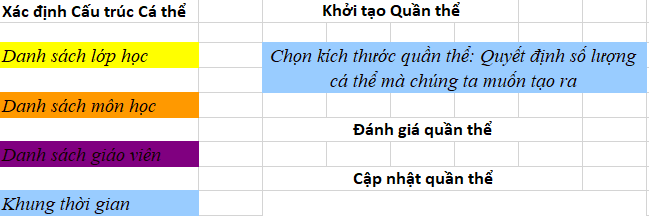 Xác định Cấu trúc Cá thể
Khởi tạo Quần thể
Danh sách lớp học
Chọn kích thước quần thể: Quyết định số lượng
cá thể mà chúng ta muốn tạo ra
Danh sách môn học
Đánh giá quần thể
Danh sách giáo viên
Cập nhật quần thể
Khung thời gian